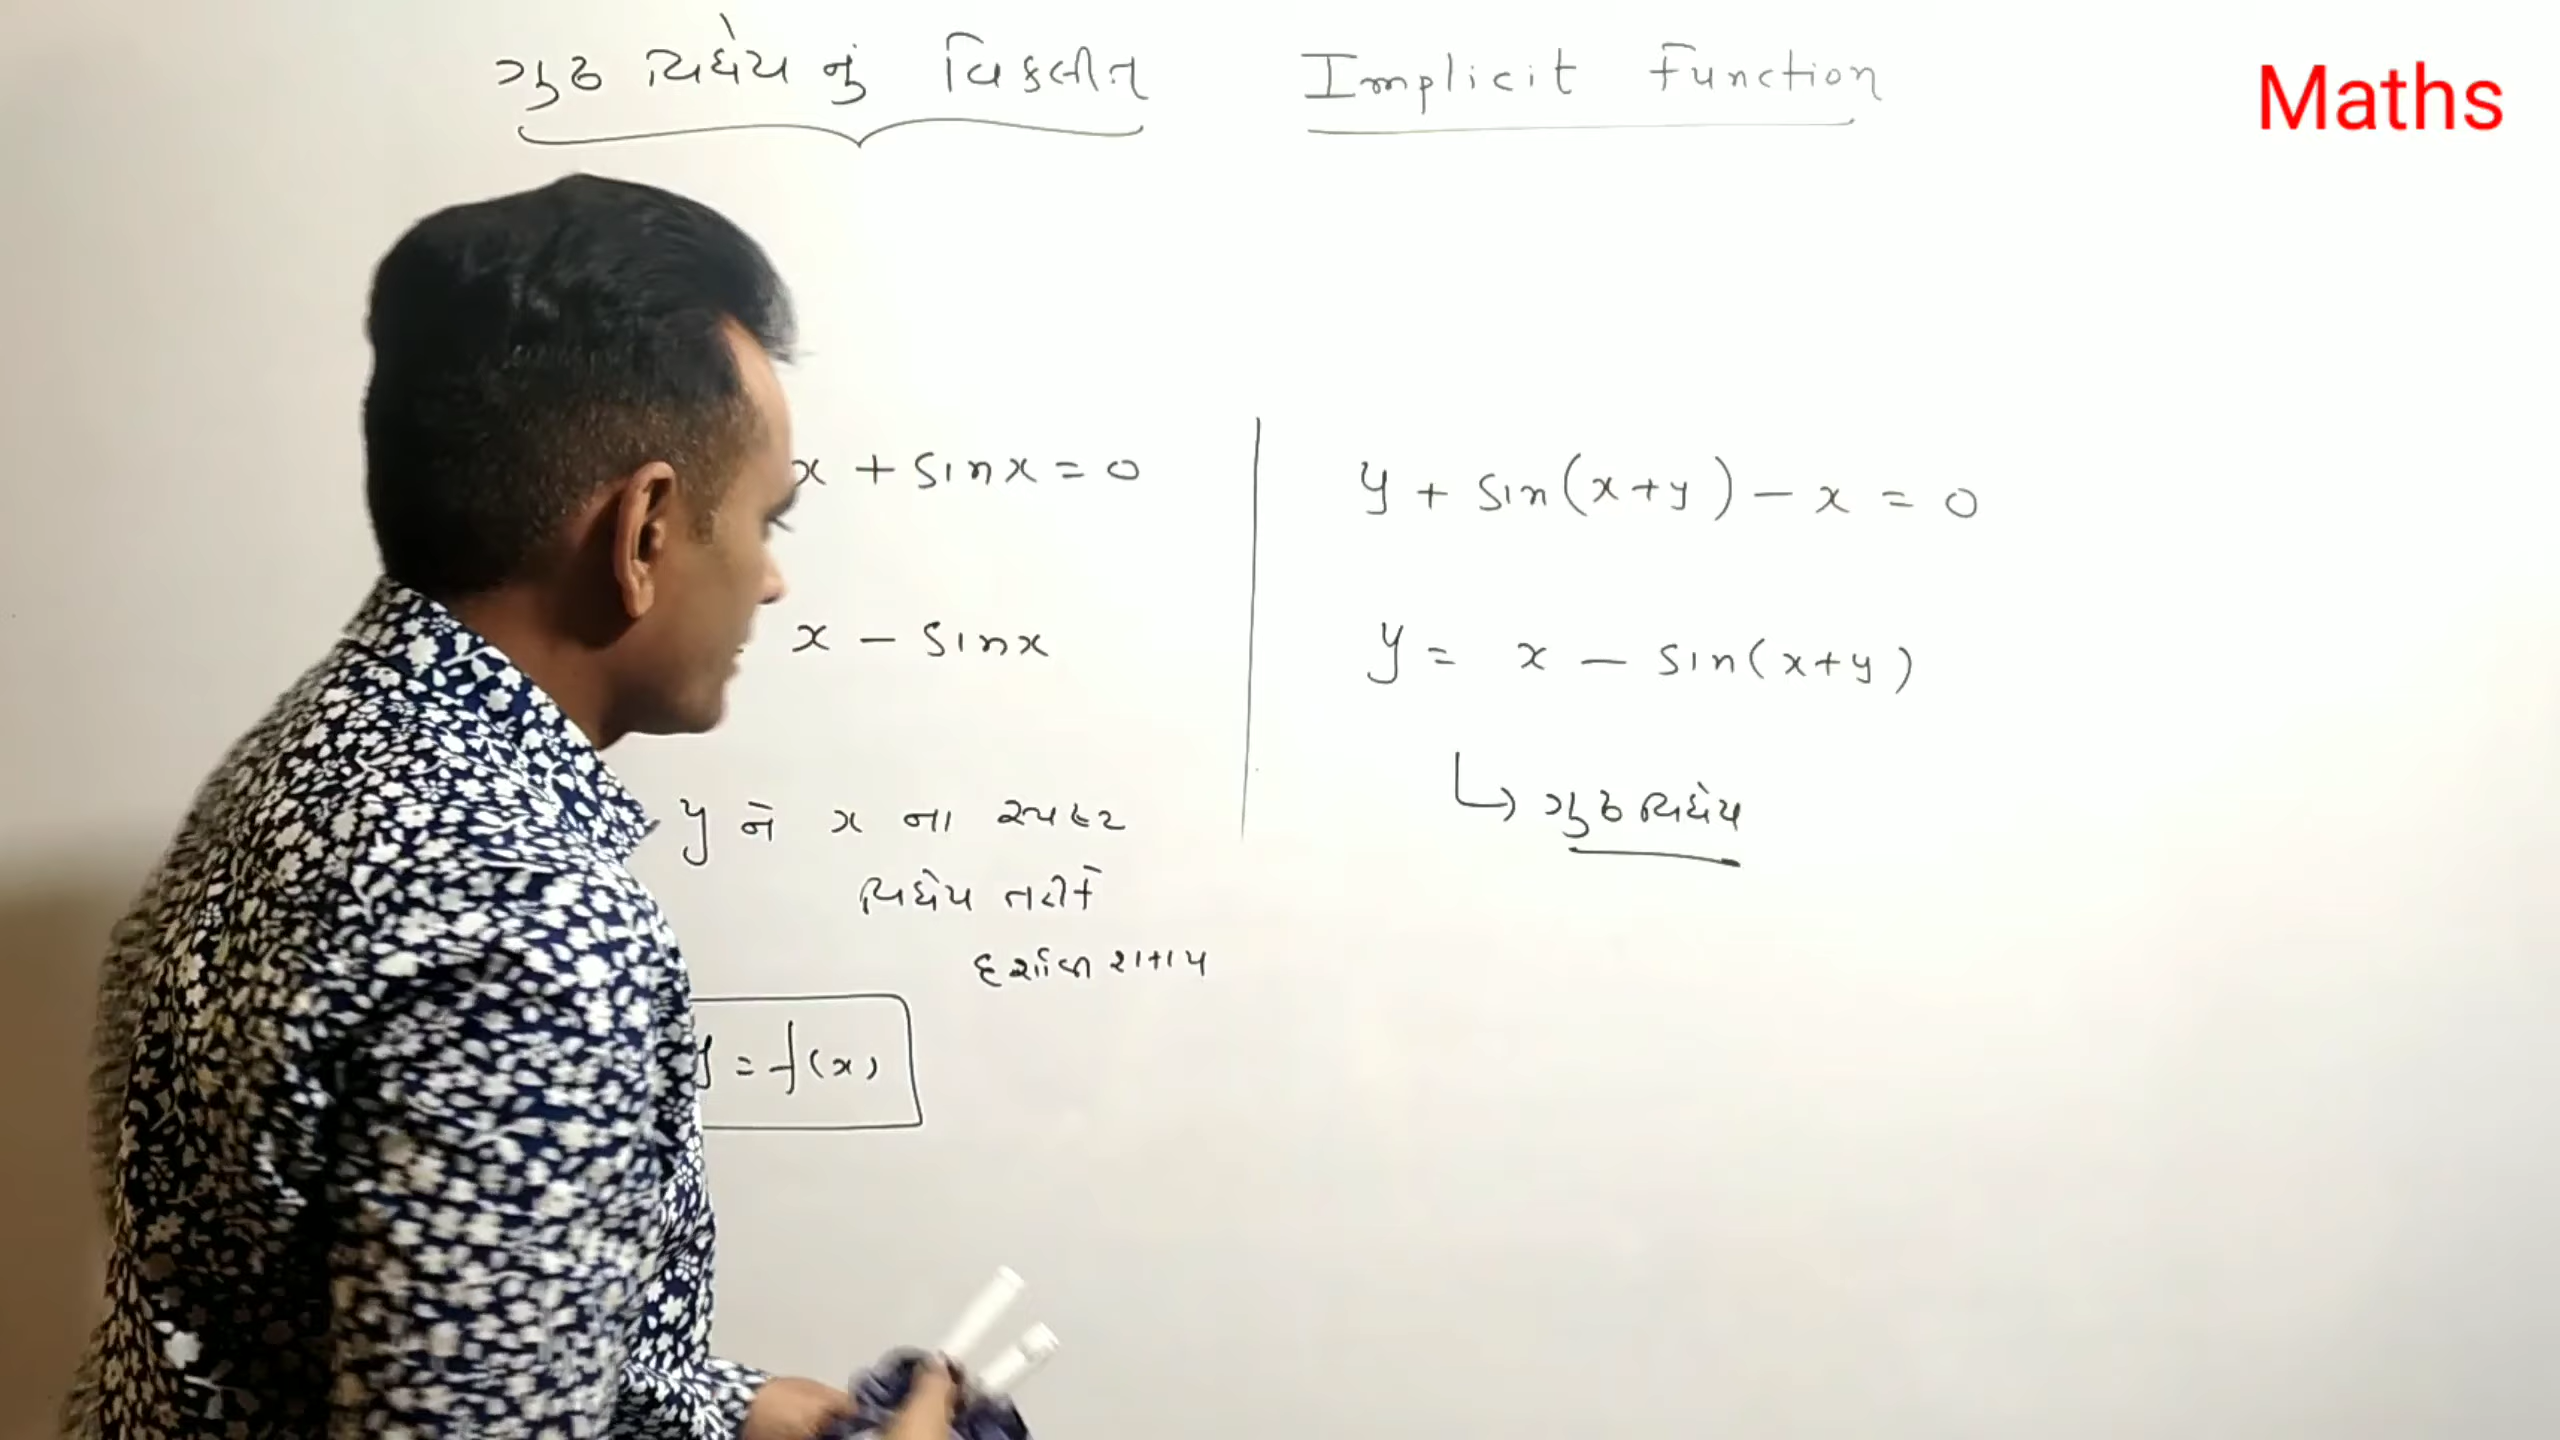 ગુઢ વિધેય નું વિકલીત Implicit Function
Maths
x + sinx = 0
x - sinx
y ને x ના સ્પષ્ટ
વિધેય તરીકે
દર્શાવી શકાય
y = f(x)
y + sin(x+y) - x = 0
y = x - sin(x+y)
↳ ગુઢ વિધેય